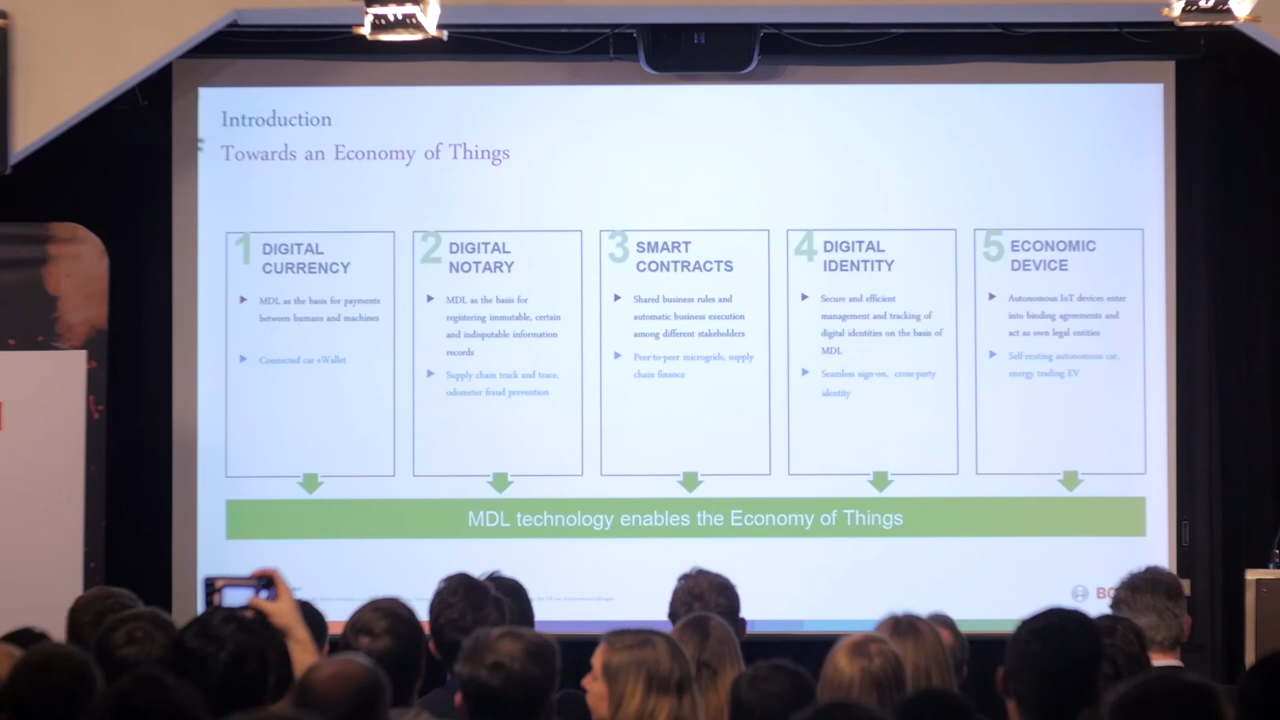 Introduction
Towards an Economy of Things
1 DIGITAL
CURRENCY
MDL as the basis for payments
between humans and machines
Connected car eWallet
2 DIGITAL
NOTARY
MDL as the basis for
registering immutable, certain
and indisputable information
records
Supply chain track and trace,
odometer fraud prevention
3 SMART
CONTRACTS
Shared business rules and
automatic business execution
among different stakeholders
Peer-to-peer microgrids, supply
chain finance
4 DIGITAL
IDENTITY
Secure and efficient
management and tracking of
digital identities on the basis of
MDL
Seamless sign-on, cross-party
identity
5 ECONOMIC
DEVICE
Autonomous IoT devices enter
into binding agreements and
act as own legal entities
Self-renting autonomous car,
energy trading EV
MDL technology enables the Economy of Things